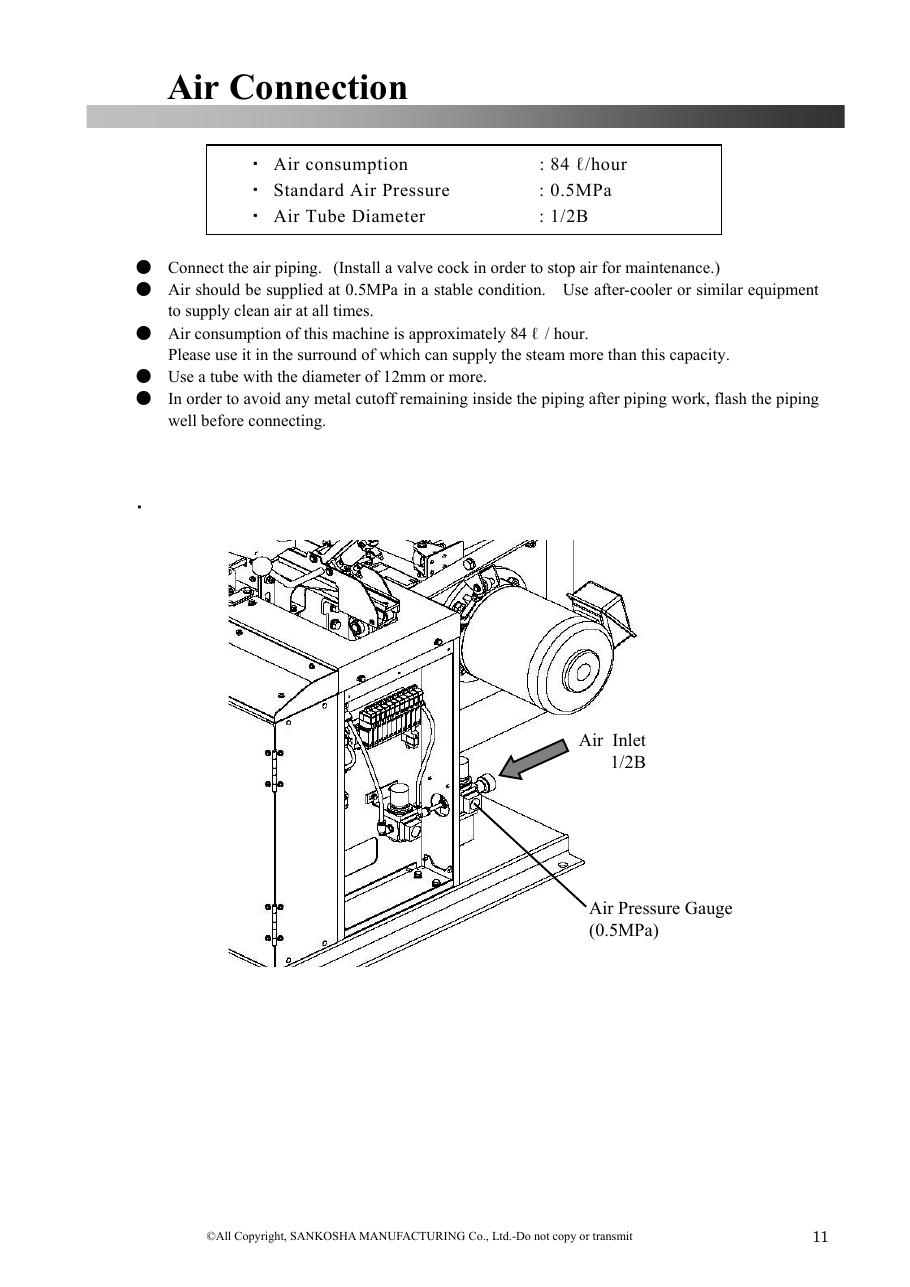 Air Connection
・ Air consumption : 84 ℓ/hour
・ Standard Air Pressure : 0.5MPa
・ Air Tube Diameter : 1/2B
● Connect the air piping. (Install a valve cock in order to stop air for maintenance.)
● Air should be supplied at 0.5MPa in a stable condition. Use after-cooler or similar equipment
to supply clean air at all times.
● Air consumption of this machine is approximately 84 ℓ / hour.
Please use it in the surround of which can supply the steam more than this capacity.
● Use a tube with the diameter of 12mm or more.
● In order to avoid any metal cutoff remaining inside the piping after piping work, flash the piping
well before connecting.
・
Air Inlet
1/2B
Air Pressure Gauge
(0.5MPa)
©All Copyright, SANKOSHA MANUFACTURING Co., Ltd.-Do not copy or transmit 11